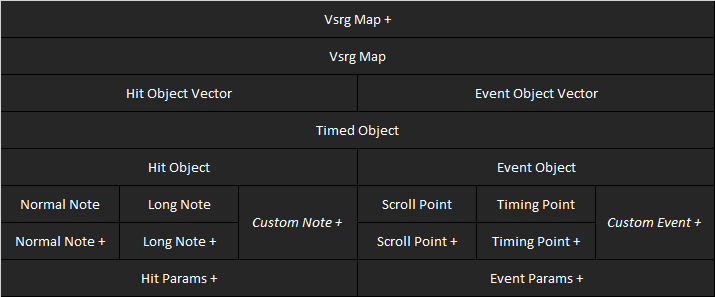 Vsrg Map +
Vsrg Map
Hit Object Vector
Event Object Vector
Timed Object
Hit Object
Event Object
Normal Note
Long Note
Custom Note +
Scroll Point
Timing Point
Custom Event +
Normal Note +
Long Note +
Scroll Point +
Timing Point +
Hit Params +
Event Params +